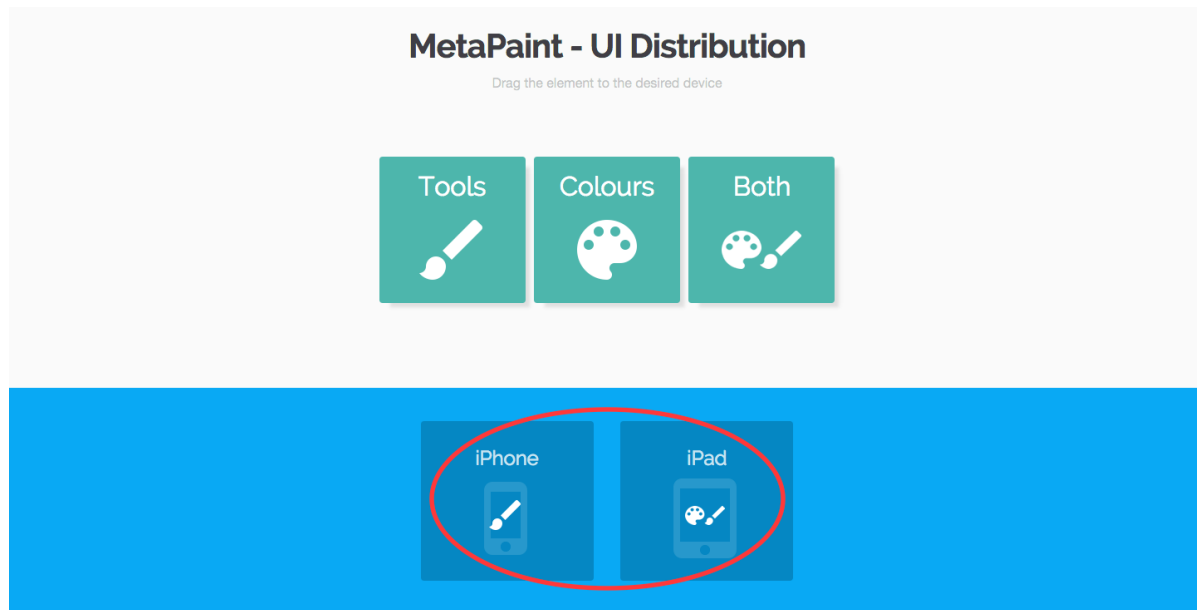 MetaPaint - UI Distribution
Drag the element to the desired device
Tools
Colours
Both
iPhone
iPad